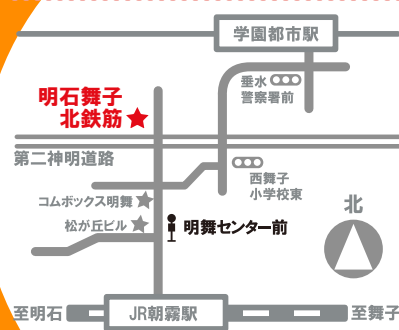 学園都市駅
垂水
警察署前
明石舞子
北鉄筋
第二神明道路
西舞子
小学校東
コムボックス明舞
松が丘ビル
明舞センター前
北
至明石
JR朝霧駅
至舞子